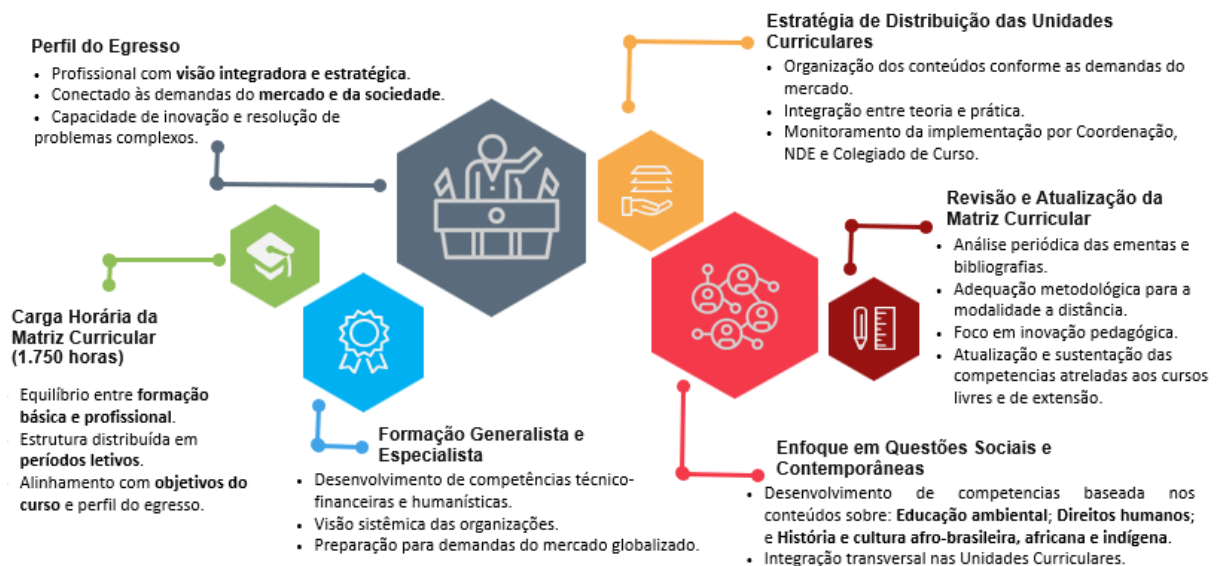 Perfil do Egresso
• Profissional com visão integradora e estratégica.
• Conectado às demandas do mercado e da sociedade.
• Capacidade de inovação e resolução de
problemas complexos.
Estratégia de Distribuição das Unidades
Curriculares
• Organização dos conteúdos conforme as demandas do
mercado.
• Integração entre teoria e prática.
• Monitoramento da implementação por Coordenação,
NDE e Colegiado de Curso.
Revisão e Atualização da
Matriz Curricular
• Análise periódica das ementas e
bibliografias.
• Adequação metodológica para a
modalidade a distância.
• Foco em inovação pedagógica.
• Atualização e sustentação das
competencias atreladas aos cursos
livres e de extensão.
Carga Horária da
Matriz Curricular
(1.750 horas)
· Equilíbrio entre formação
básica e profissional.
· Estrutura distribuída em
períodos letivos.
· Alinhamento com objetivos do
curso e perfil do egresso.
Formação Generalista e
Especialista
• Desenvolvimento de competências técnico-
financeiras e humanísticas.
• Visão sistêmica das organizações.
• Preparação para demandas do mercado globalizado.
Enfoque em Questões Sociais e
Contemporâneas
• Desenvolvimento de competencias baseada nos
conteúdos sobre: Educação ambiental; Direitos humanos;
e História e cultura afro-brasileira, africana e indígena.
• Integração transversal nas Unidades Curriculares.